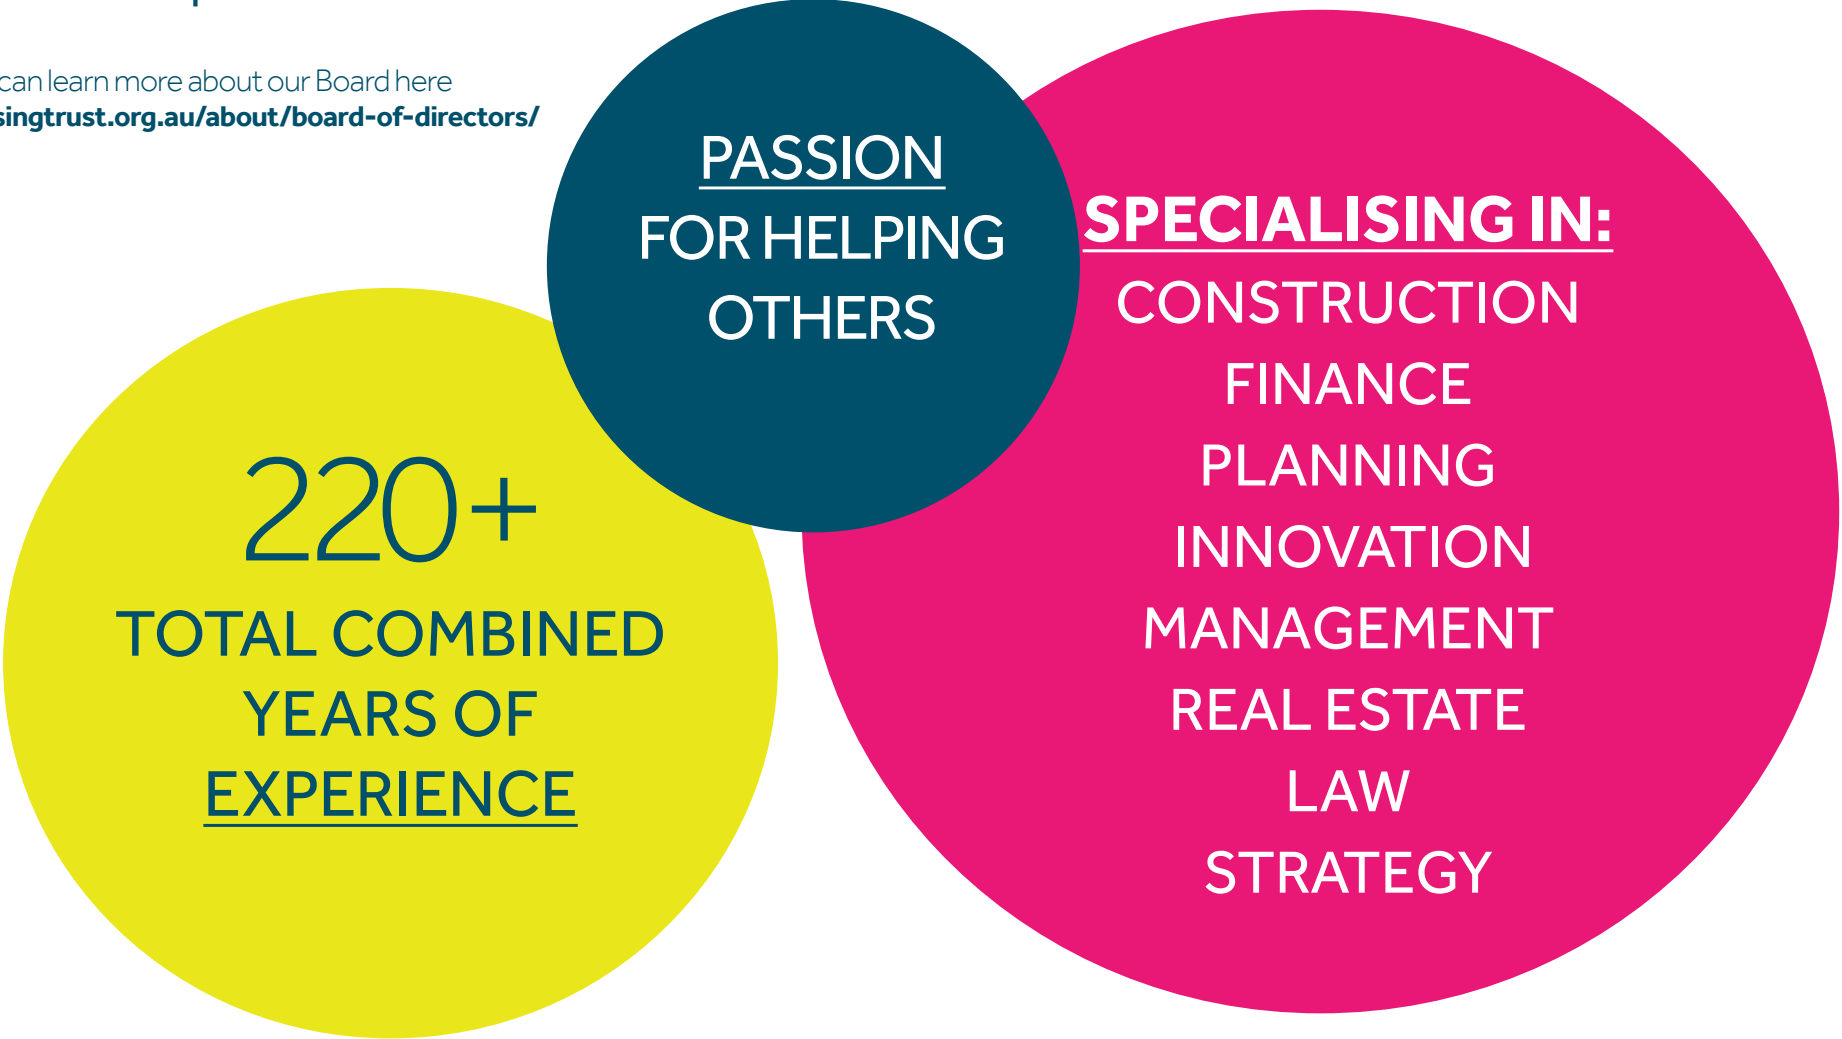 can learn more about our Board here
singtrust.org.au/about/board-of-directors/
PASSION
FOR HELPING
OTHERS
220+
TOTAL COMBINED
YEARS OF
EXPERIENCE
SPECIALISING IN:
CONSTRUCTION
FINANCE
PLANNING
INNOVATION
MANAGEMENT
REAL ESTATE
LAW
STRATEGY